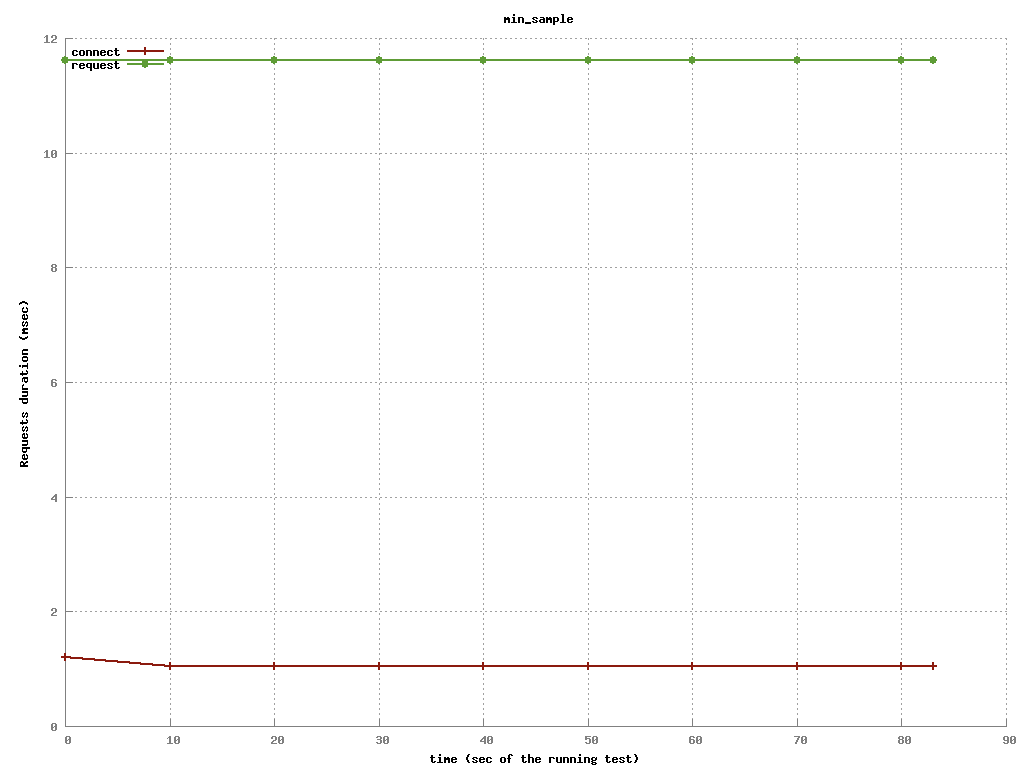 min_sample
12
connect
request
10
8
6
4
2
0
Requests duration (msec)
0 10 20 30 40 50 60 70 80 90
time (sec of the running test)